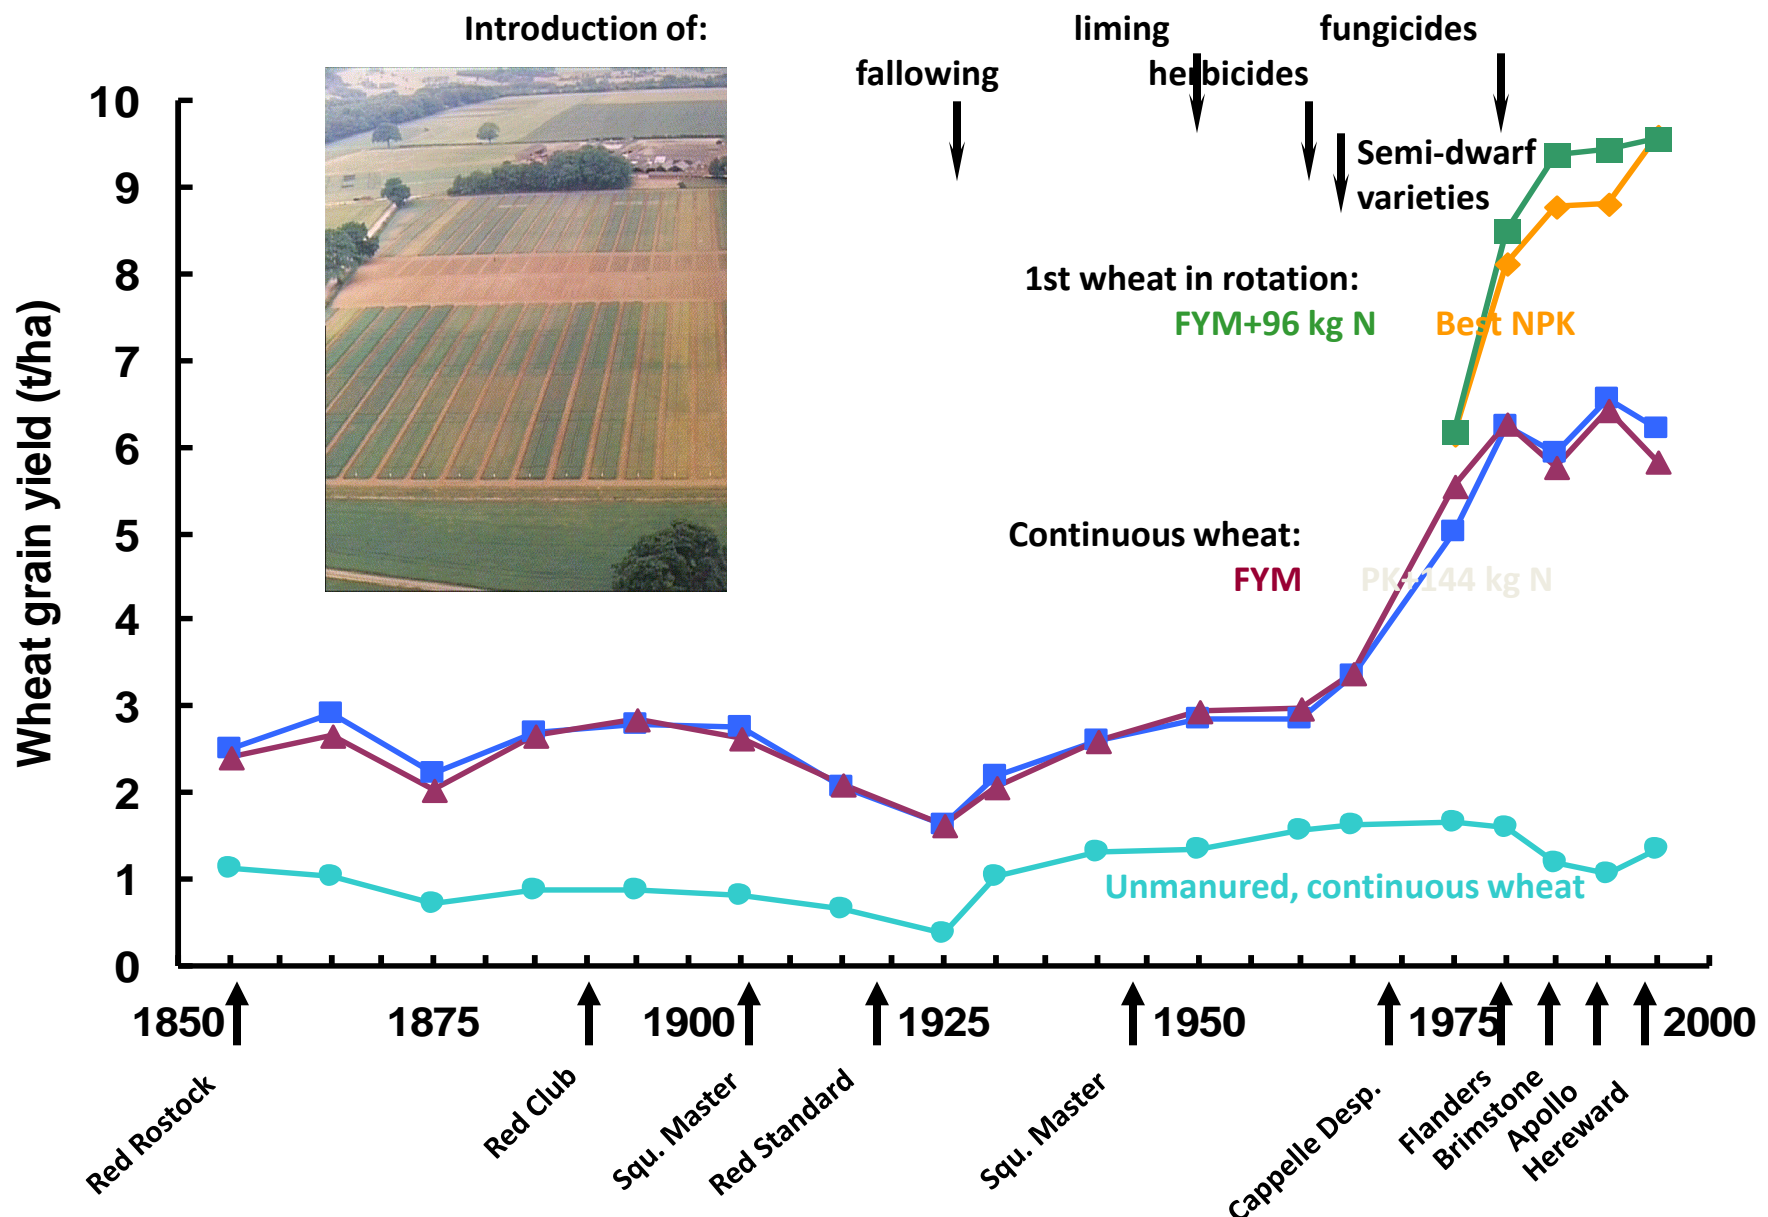 Introduction of:
liming
fungicides
fallowing
herbicides
Semi-dwarf
varieties
1st wheat in rotation:
FYM+96 kg N
Best NPK
Continuous wheat:
FYM
PK+144 kg N
Unmanured, continuous wheat
Wheat grain yield (t/ha)
10
9
8
7
6
5
4
3
2
1
0
1850
1875
1900
1925
1950
1975
2000
Red Rostock
Red Club
Squ. Master
Red Standard
Squ. Master
Cappelle Desp.
Flanders
Brimstone
Apollo
Hereward